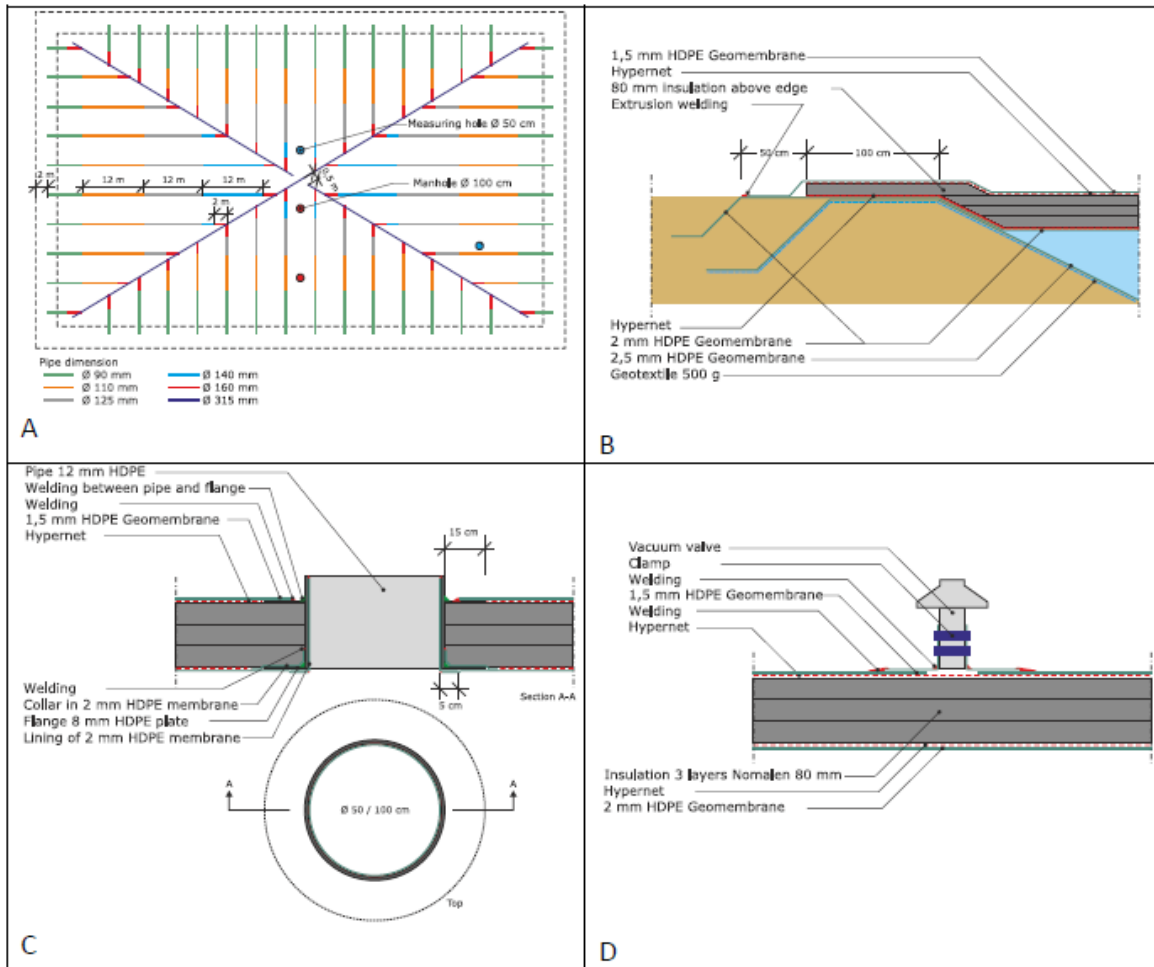 Measuring hole Ø 50 cm
0,5 m
2 m
12 m
12 m
12 m
Manhole Ø 100 cm
2 m
Pipe dimension
Ø 90 mm
Ø 140 mm
Ø 110 mm
Ø 160 mm
Ø 125 mm
Ø 315 mm
A
1,5 mm HDPE Geomembrane
Hypernet
80 mm insulation above edge
Extrusion welding
50 cm
100 cm
Hypernet
2 mm HDPE Geomembrane
2,5 mm HDPE Geomembrane
Geotextile 500 g
B
Pipe 12 mm HDPE
Welding between pipe and flange
Welding
1,5 mm HDPE Geomembrane
Hypernet
15 cm
Welding
Collar in 2 mm HDPE membrane
Flange 8 mm HDPE plate
Lining of 2 mm HDPE membrane
5 cm
Section A-A
A
A
Ø 50 / 100 cm
Top
C
Vacuum valve
Clamp
Welding
1,5 mm HDPE Geomembrane
Welding
Hypernet
Insulation 3 layers Nomalen 80 mm
Hypernet
2 mm HDPE Geomembrane
D